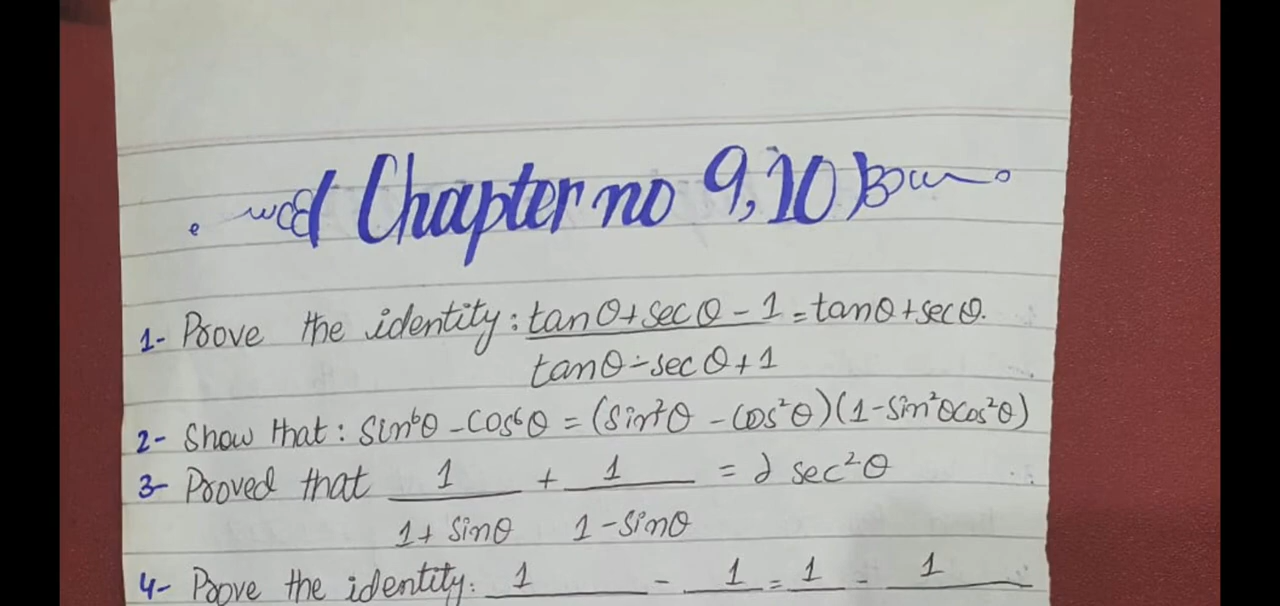 Chapter no 9,10
1- Prove the identity: tanθ+secθ-1 = tanθ+secθ.
tanθ-secθ+1
2- Show that: sin⁶θ-cos⁶θ = (sin²θ-cos²θ)(1-sin²θcos²θ)
3- Proved that 1 + 1 = 2 sec²θ
1+sinθ 1-sinθ
4- Prove the identity: 1 - 1 = 1 - 1